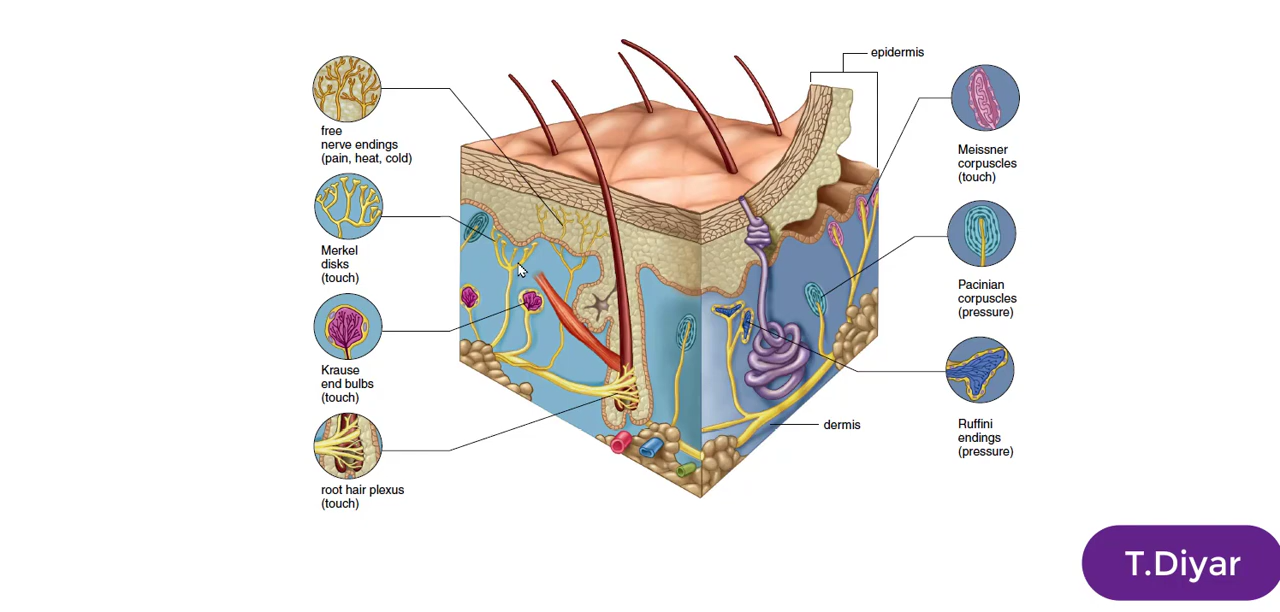 epidermis
free
nerve endings
(pain, heat, cold)
Merkel
disks
(touch)
Krause
end bulbs
(touch)
root hair plexus
(touch)
Meissner
corpuscles
(touch)
Pacinian
corpuscles
(pressure)
Ruffini
endings
(pressure)
dermis
T.Diyar